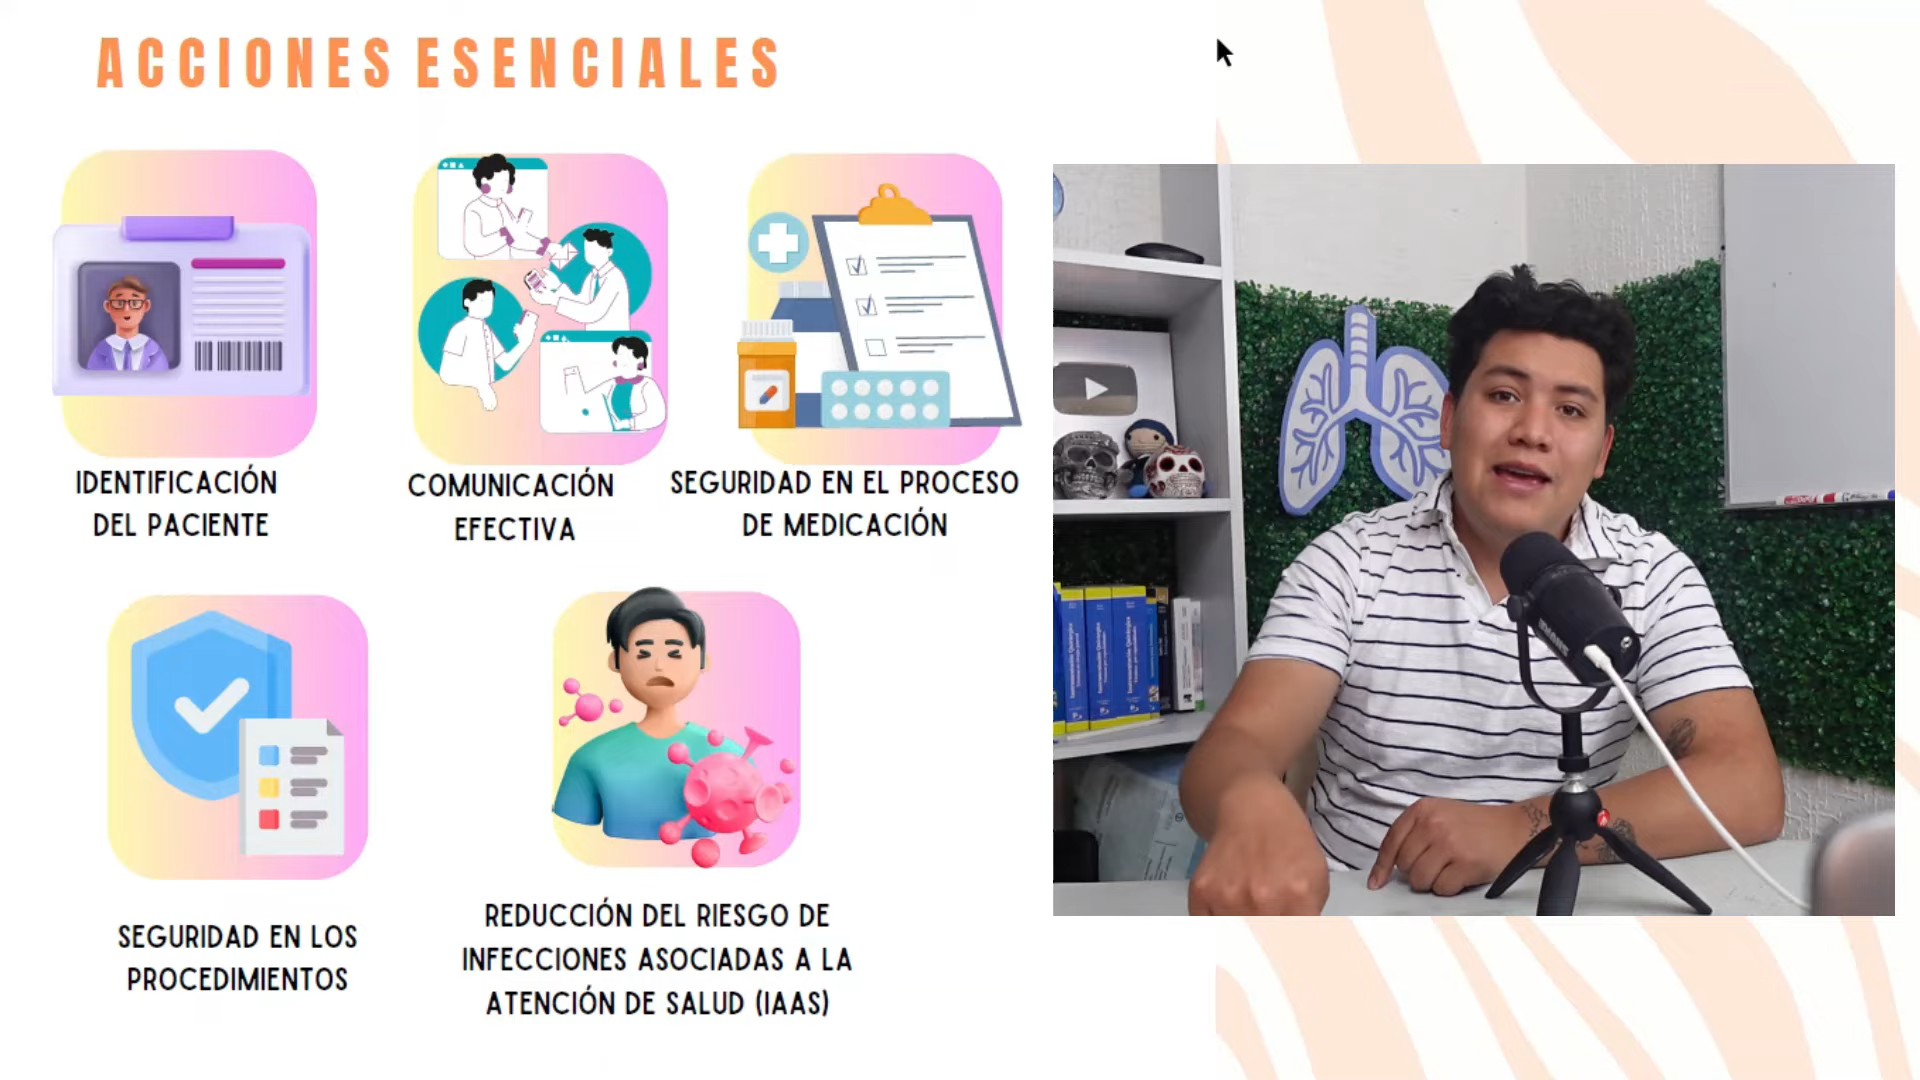 ACCIONES ESENCIALES
IDENTIFICACIÓN
DEL PACIENTE
COMUNICACIÓN
EFECTIVA
SEGURIDAD EN EL PROCESO
DE MEDICACIÓN
SEGURIDAD EN LOS
PROCEDIMIENTOS
REDUCCIÓN DEL RIESGO DE
INFECCIONES ASOCIADAS A LA
ATENCIÓN DE SALUD (IAAS)